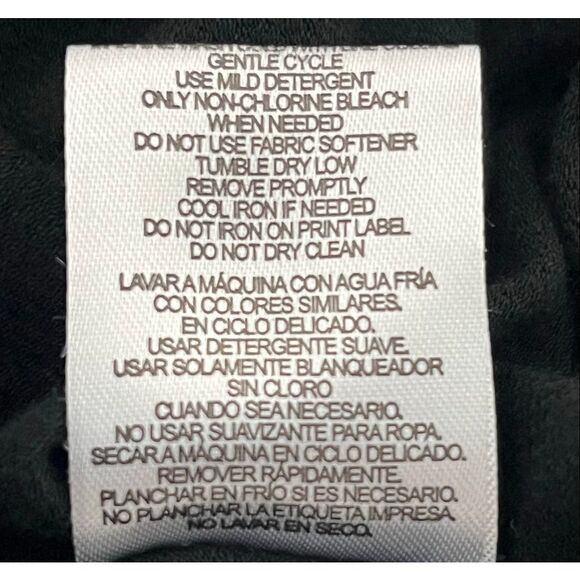 GENTLE CYCLE
USE MILD DETERGENT
ONLY NON-CHLORINE BLEACH
WHEN NEEDED
DO NOT USE FABRIC SOFTENER
TUMBLE DRY LOW
REMOVE PROMPTLY
COOL IRON IF NEEDED
DO NOT IRON ON PRINT LABEL
DO NOT DRY CLEAN
LAVAR A MÁQUINA CON AGUA FRÍA
CON COLORES SIMILARES.
EN CICLO DELICADO.
USAR DETERGENTE SUAVE.
USAR SOLAMENTE BLANQUEADOR
SIN CLORO
CUANDO SEA NECESARIO.
NO USAR SUAVIZANTE PARA ROPA.
SECAR A MÁQUINA EN CICLO DELICADO.
REMOVER RÁPIDAMENTE.
PLANCHAR EN FRÍO SI ES NECESARIO.
NO PLANCHAR LA ETIQUETA IMPRESA.
NO LAVAR EN SECO.